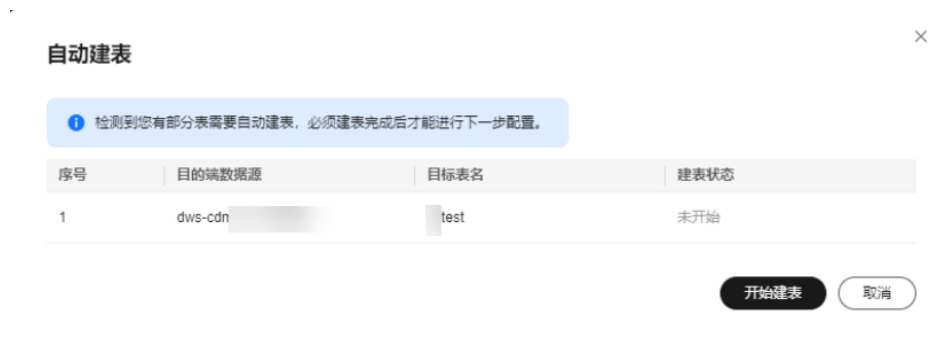 自动建表
检测到您有部分表需要自动建表，必须建表完成后才能进行下一步配置。
序号 目的端数据源 目标表名 建表状态
1 dws-cdm test 未开始
开始建表 取消